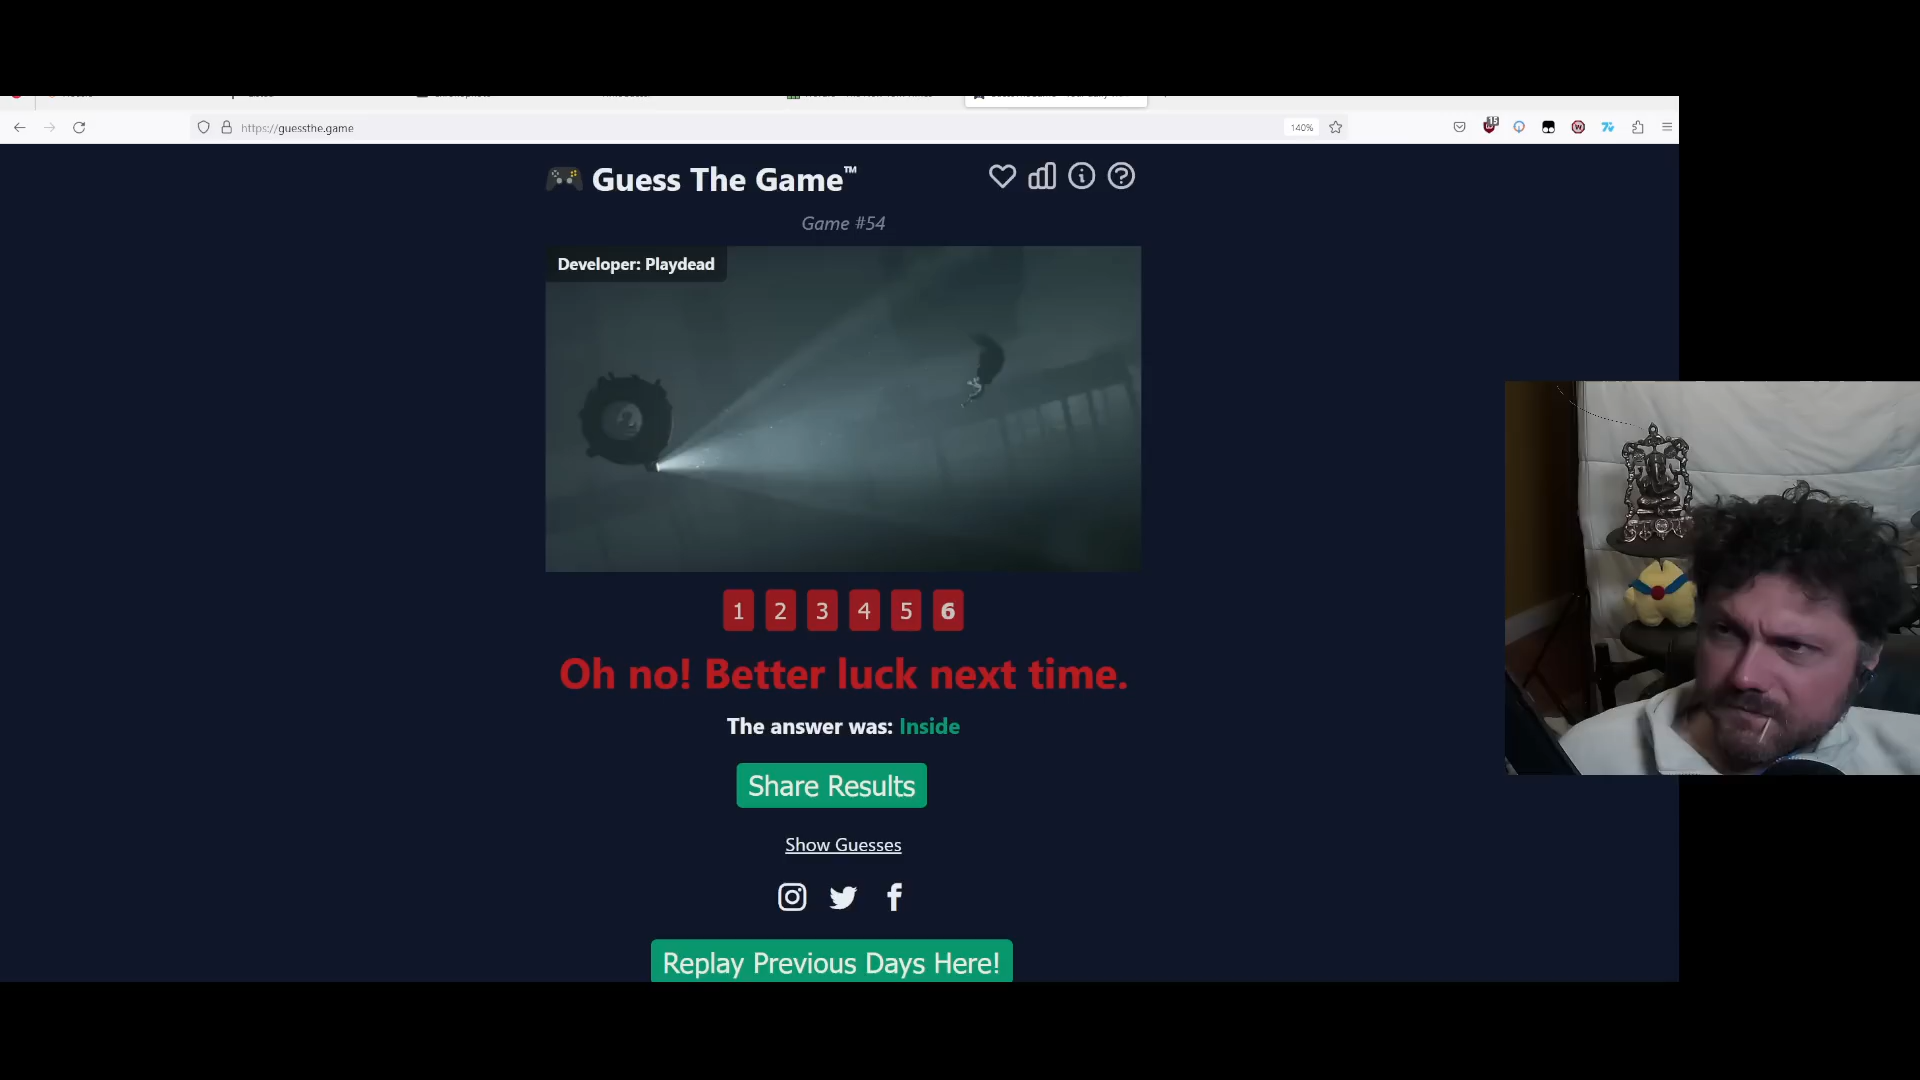 https://guessthe.game
140%
15
Guess The Game™
Game #54
Developer: Playdead
1 2 3 4 5 6
Oh no! Better luck next time.
The answer was: Inside
Share Results
Show Guesses
Replay Previous Days Here!